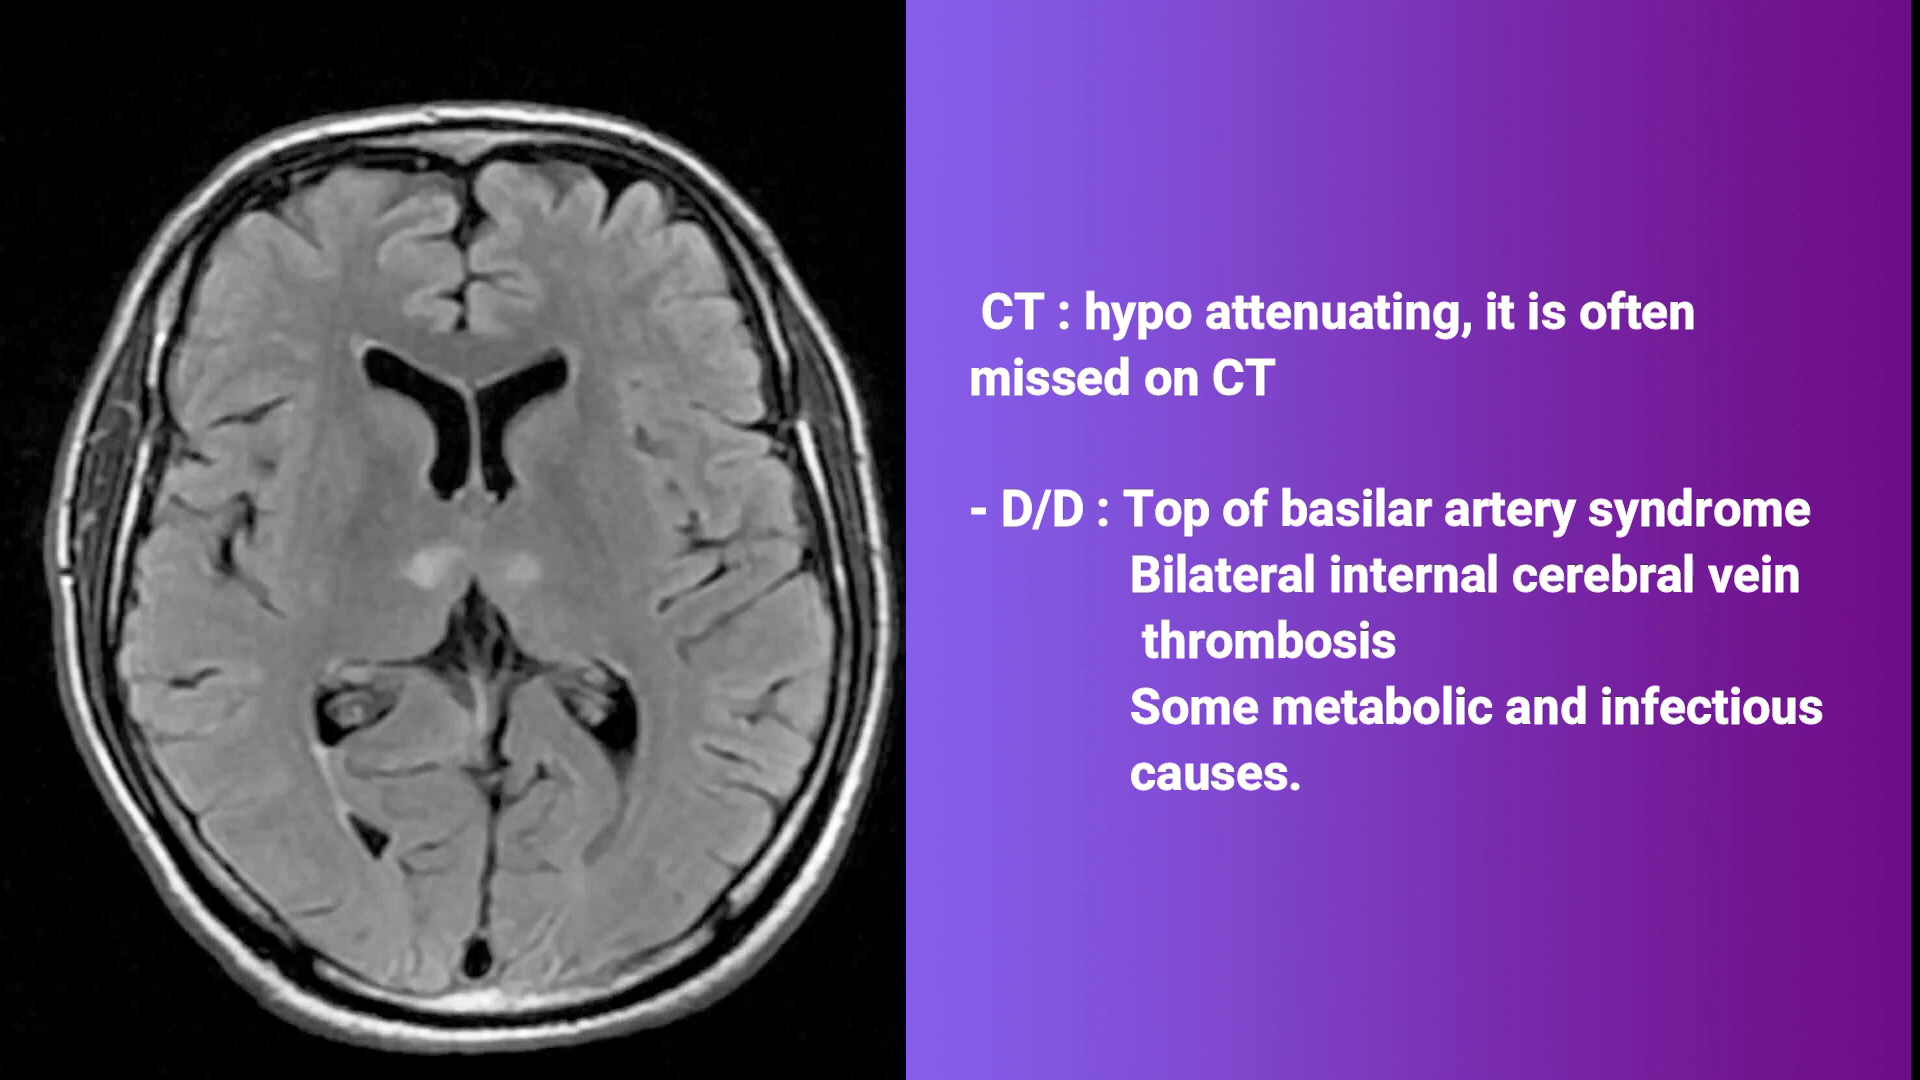 CT : hypo attenuating, it is often
missed on CT
- D/D : Top of basilar artery syndrome
Bilateral internal cerebral vein
thrombosis
Some metabolic and infectious
causes.